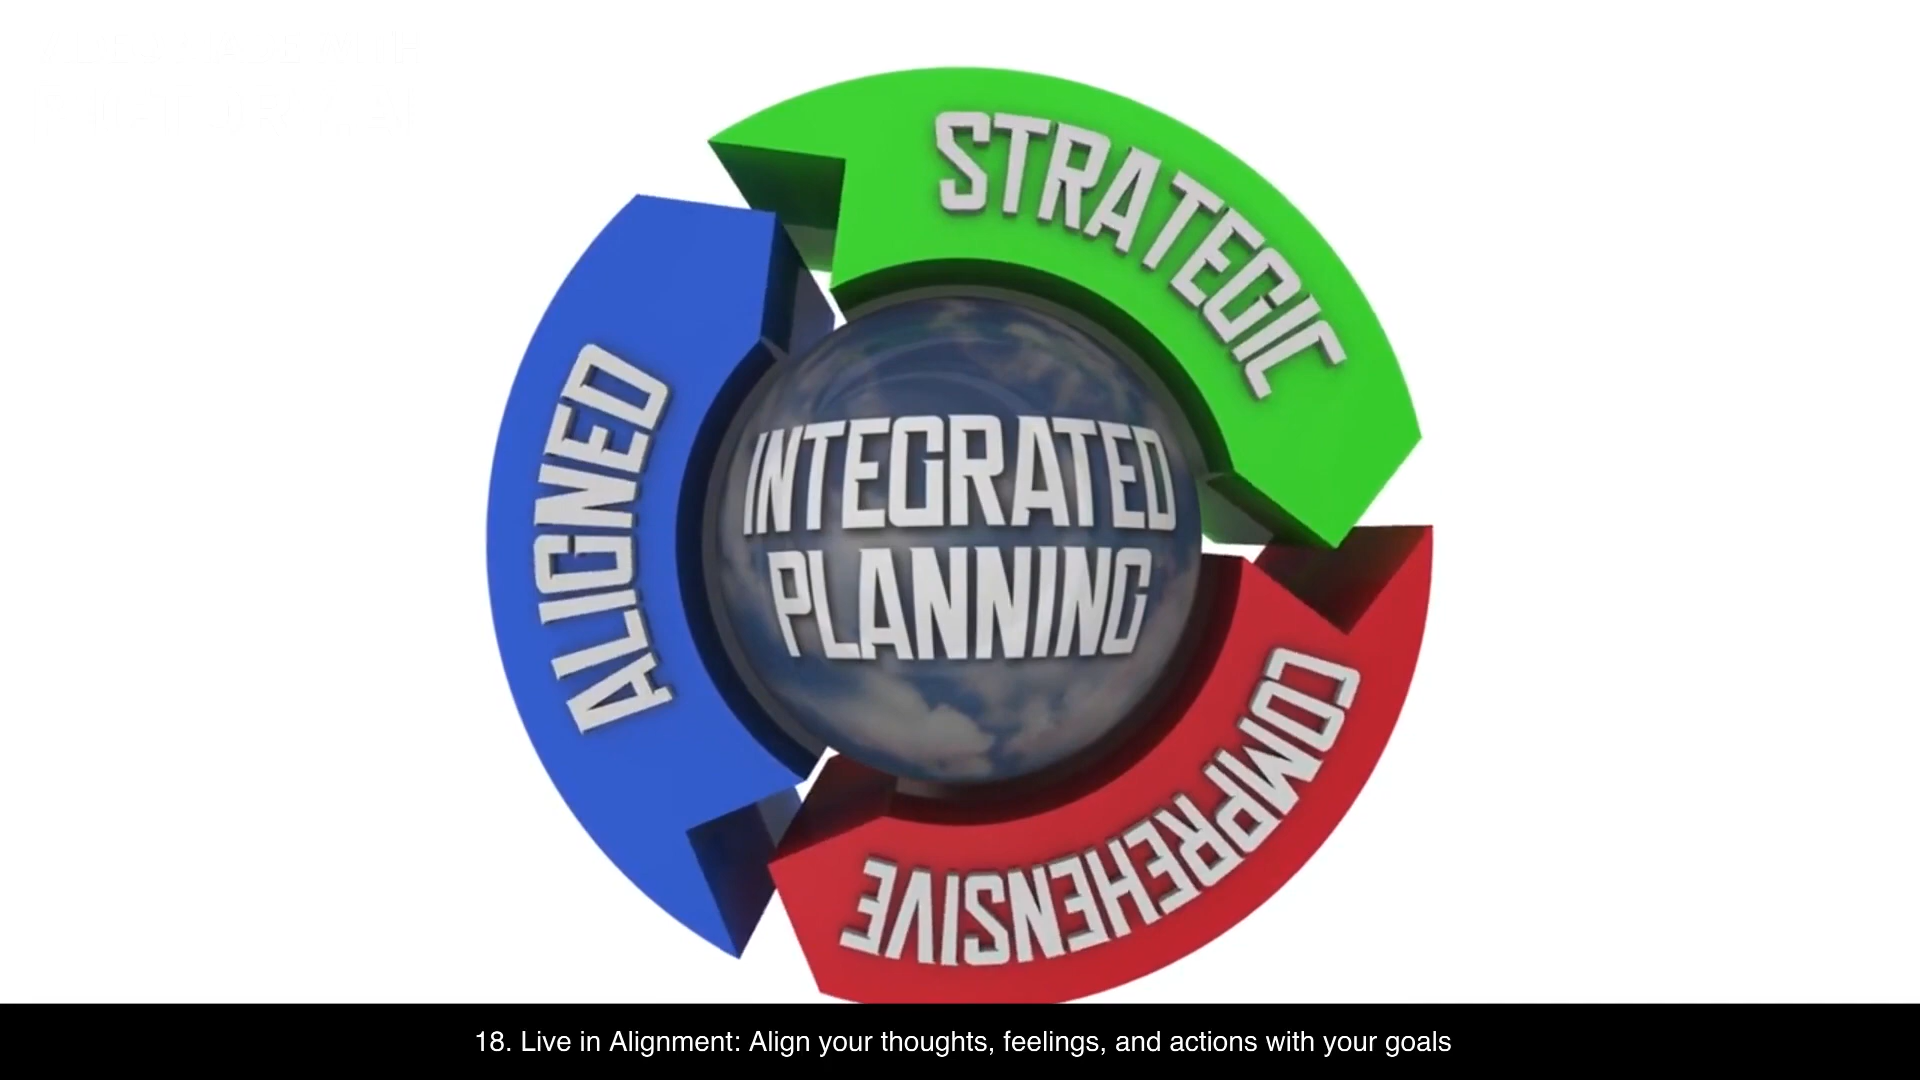 STRATEGIC
ALIGNED
INTEGRATED
PLANNING
COMPREHENSIVE
18. Live in Alignment: Align your thoughts, feelings, and actions with your goals